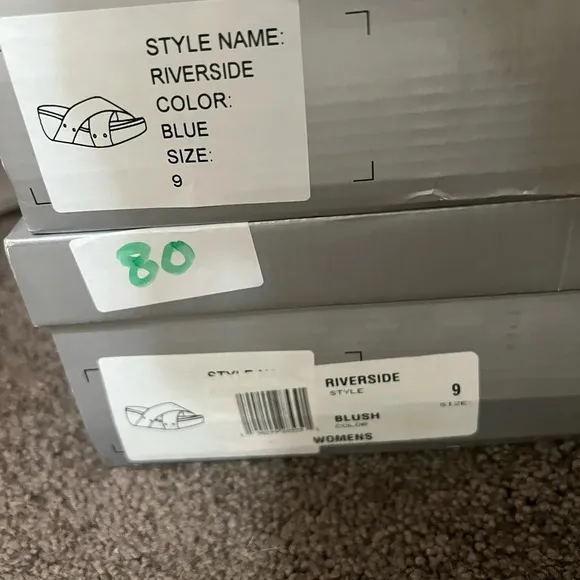 STYLE NAME:
RIVERSIDE
COLOR:
BLUE
SIZE:
9
80
RIVERSIDE 9
STYLE SIZE
BLUSH
COLOR
WOMENS